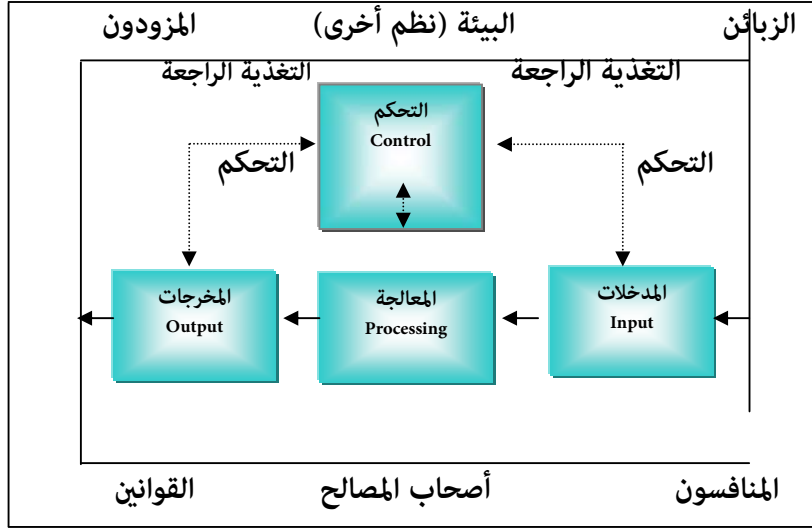 الزبائن
البيئة (نظم أخرى)
المزودون
التغذية الراجعة
التغذية الراجعة
التحكم
Control
التحكم
التحكم
المدخلات
Input
المعالجة
Processing
المخرجات
Output
المنافسون
أصحاب المصالح
القوانين